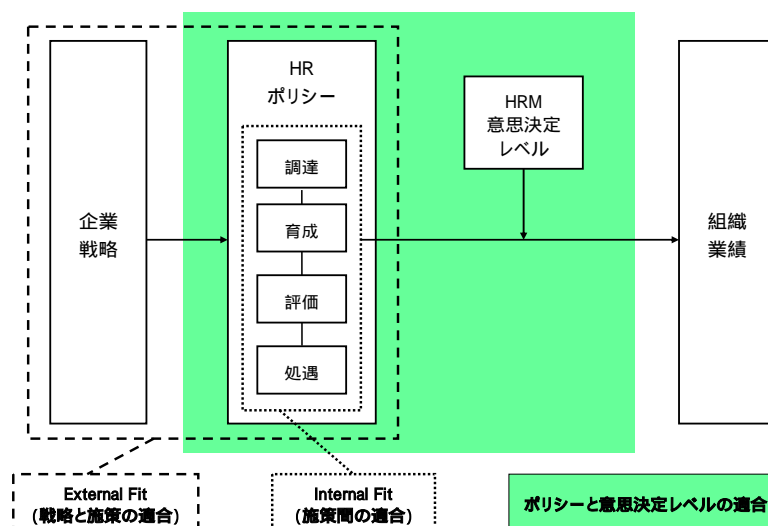 HR
ポリシー
HRM
意思決定
レベル
調達
企業
戦略
育成
組織
業績
評価
処遇
External Fit
(戦略と施策の適合)
Internal Fit
(施策間の適合)
ポリシーと意思決定レベルの適合